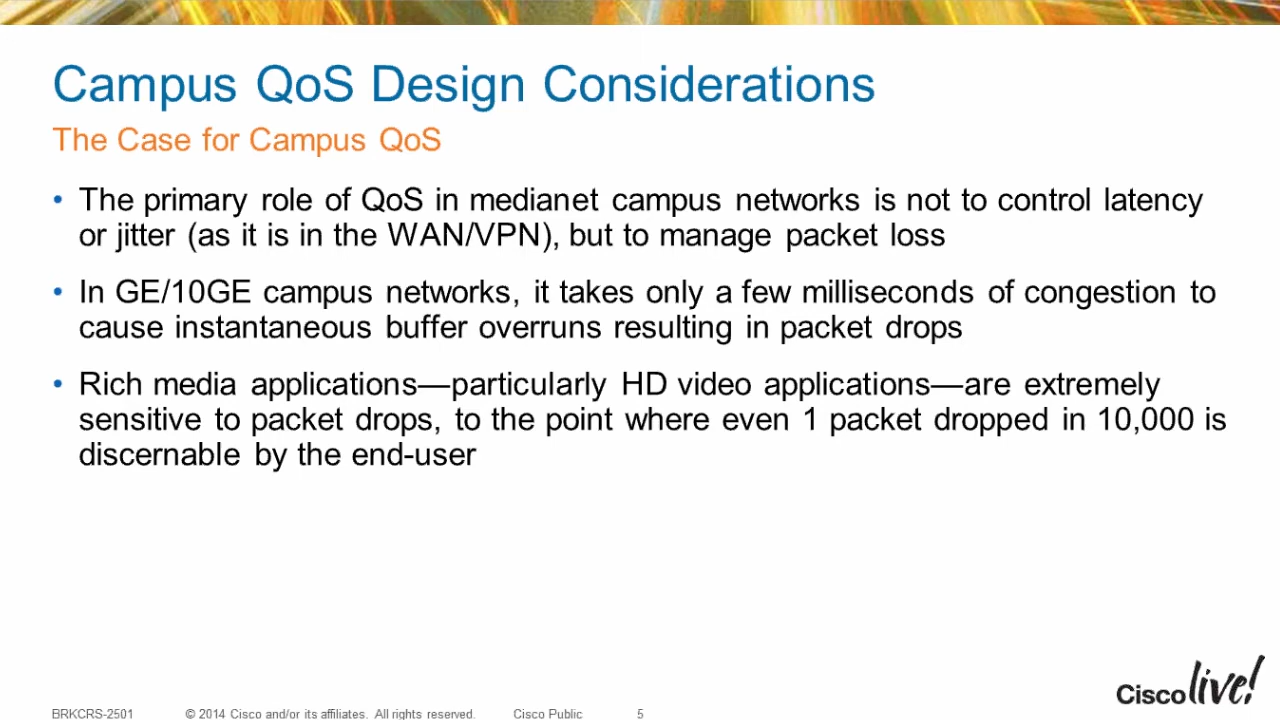 Campus QoS Design Considerations
The Case for Campus QoS
• The primary role of QoS in medianet campus networks is not to control latency
or jitter (as it is in the WAN/VPN), but to manage packet loss
• In GE/10GE campus networks, it takes only a few milliseconds of congestion to
cause instantaneous buffer overruns resulting in packet drops
• Rich media applications—particularly HD video applications—are extremely
sensitive to packet drops, to the point where even 1 packet dropped in 10,000 is
discernable by the end-user
Cisco live!
BRKCRS-2501 © 2014 Cisco and/or its affiliates. All rights reserved. Cisco Public 5